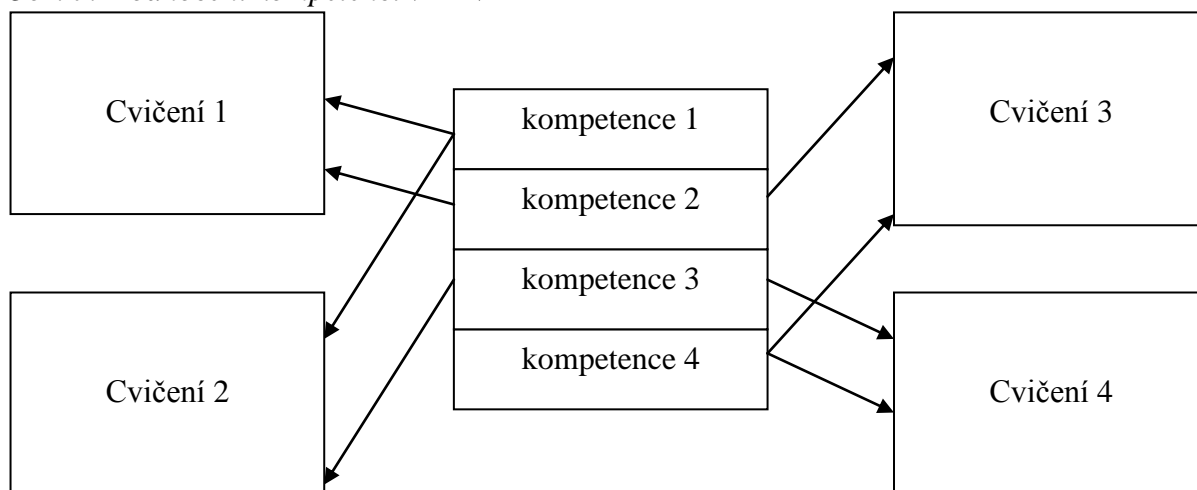 Cvičení 1
kompetence 1
Cvičení 3
kompetence 2
kompetence 3
kompetence 4
Cvičení 2
Cvičení 4